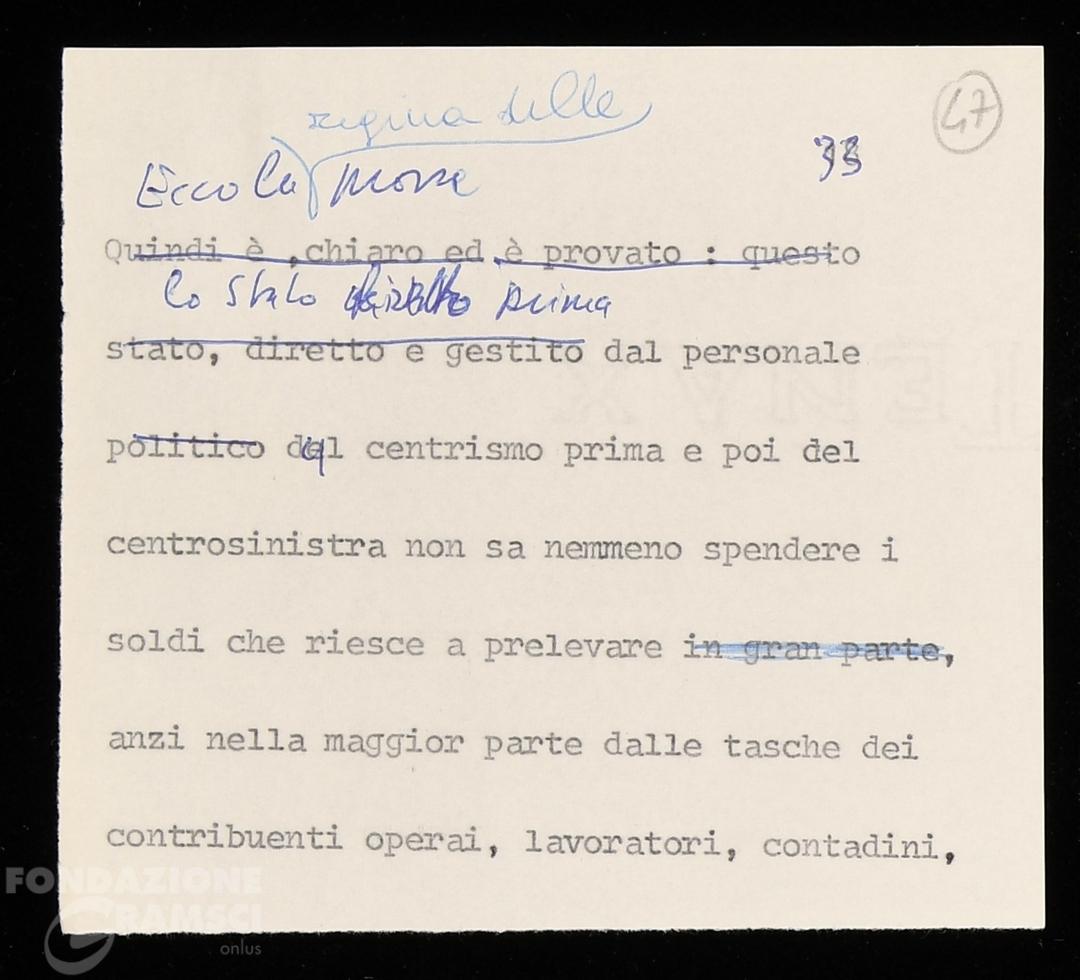 47
regina delle
33
Ecco la prova
Quindi è , chiaro ed è provato : questo
lo Stato prima
stato, diretto e gestito dal personale
politico del centrismo prima e poi del
centrosinistra non sa nemmeno spendere i
soldi che riesce a prelevare in gran parte,
anzi nella maggior parte dalle tasche dei
contribuenti operai, lavoratori, contadini,
LENAX
FONDAZIONE
GRAMSCI
onlus